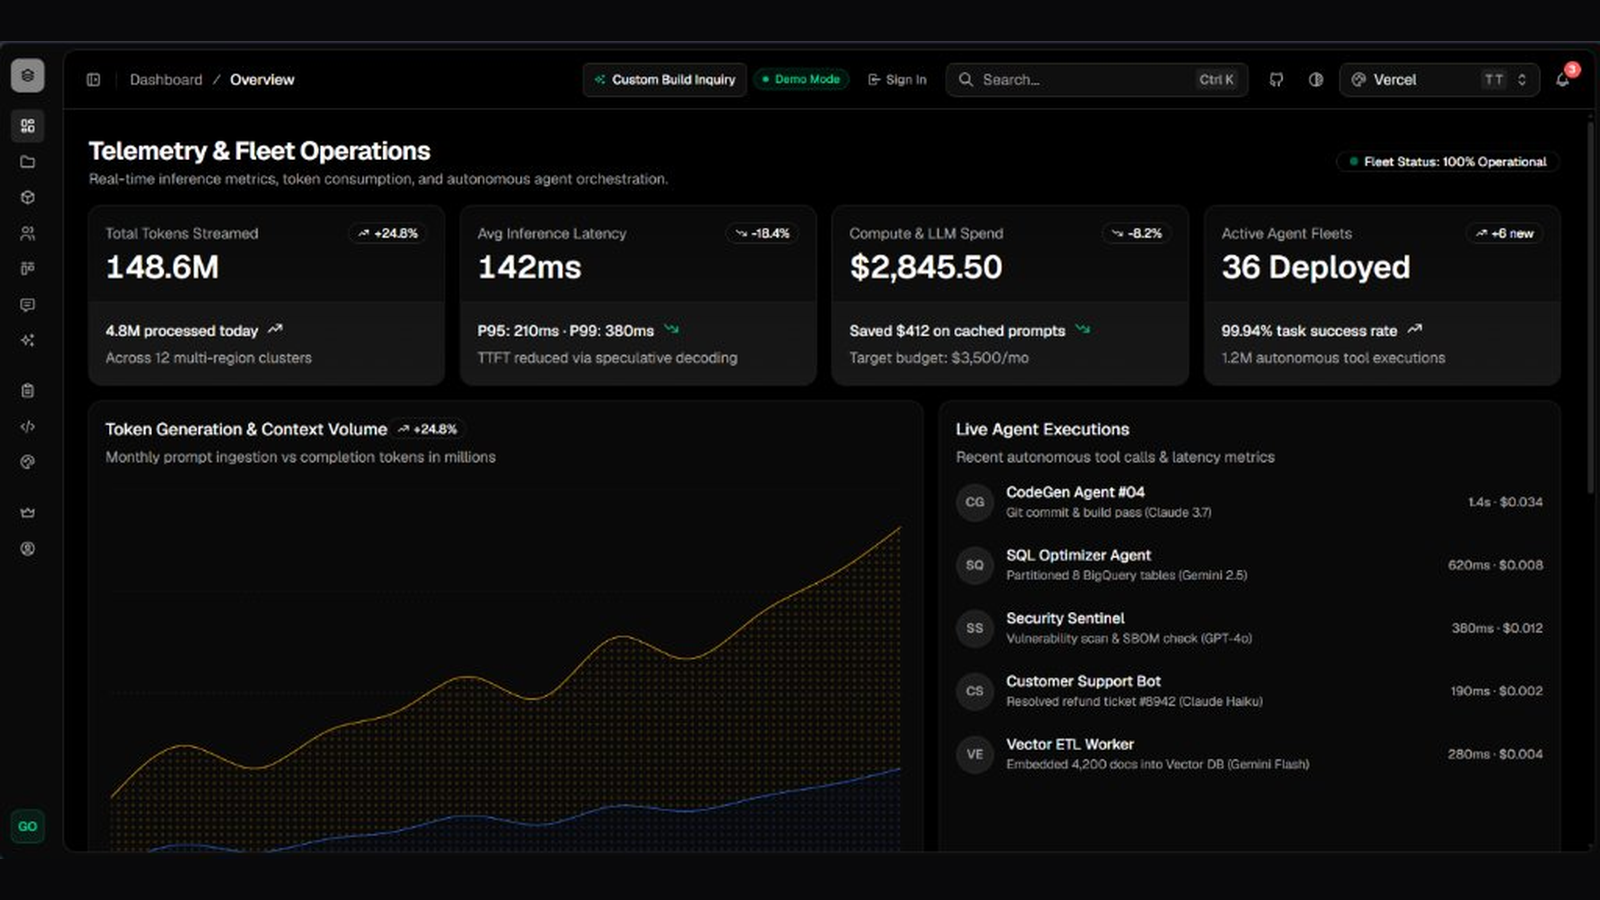 Dashboard / Overview
Custom Build Inquiry
Demo Mode
Sign In
Search...
Ctrl K
Vercel
TT
3
Telemetry & Fleet Operations
Real-time inference metrics, token consumption, and autonomous agent orchestration.
Fleet Status: 100% Operational
Total Tokens Streamed
+24.8%
148.6M
4.8M processed today
Across 12 multi-region clusters
Avg Inference Latency
-18.4%
142ms
P95: 210ms · P99: 380ms
TTFT reduced via speculative decoding
Compute & LLM Spend
-8.2%
$2,845.50
Saved $412 on cached prompts
Target budget: $3,500/mo
Active Agent Fleets
+6 new
36 Deployed
99.94% task success rate
1.2M autonomous tool executions
Token Generation & Context Volume
+24.8%
Monthly prompt ingestion vs completion tokens in millions
Live Agent Executions
Recent autonomous tool calls & latency metrics
CG
CodeGen Agent #04
Git commit & build pass (Claude 3.7)
1.4s · $0.034
SQ
SQL Optimizer Agent
Partitioned 8 BigQuery tables (Gemini 2.5)
620ms · $0.008
SS
Security Sentinel
Vulnerability scan & SBOM check (GPT-4o)
380ms · $0.012
CS
Customer Support Bot
Resolved refund ticket #8942 (Claude Haiku)
190ms · $0.002
VE
Vector ETL Worker
Embedded 4,200 docs into Vector DB (Gemini Flash)
280ms · $0.004
GO